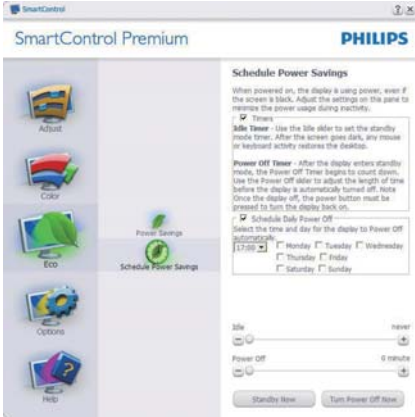 SmartControl
SmartControl Premium
PHILIPS
Adjust
Color
Eco
Options
Help
Power Savings
Schedule Power Savings
Schedule Power Savings
When powered on, the display is using power, even if
the screen is black. Adjust the settings on this pane to
minimize the power usage during inactivity.
Timers
Idle Timer - Use the Idle slider to set the standby
mode timer. After the screen goes dark, any mouse
or keyboard activity restores the desktop.
Power Off Timer - After the display enters standby
mode, the Power Off Timer begins to count down.
Use the Power Off slider to adjust the length of time
before the display is automatically turned off. Note
Once the display off, the power button must be
pressed to turn the display back on.
Schedule Daily Power Off
Select the time and day for the display to Power Off
automatically.
17:00 Monday Tuesday Wednesday
Thursday Friday
Saturday Sunday
Idle never
Power Off 0 minute
Standby Now Turn Power Off Now